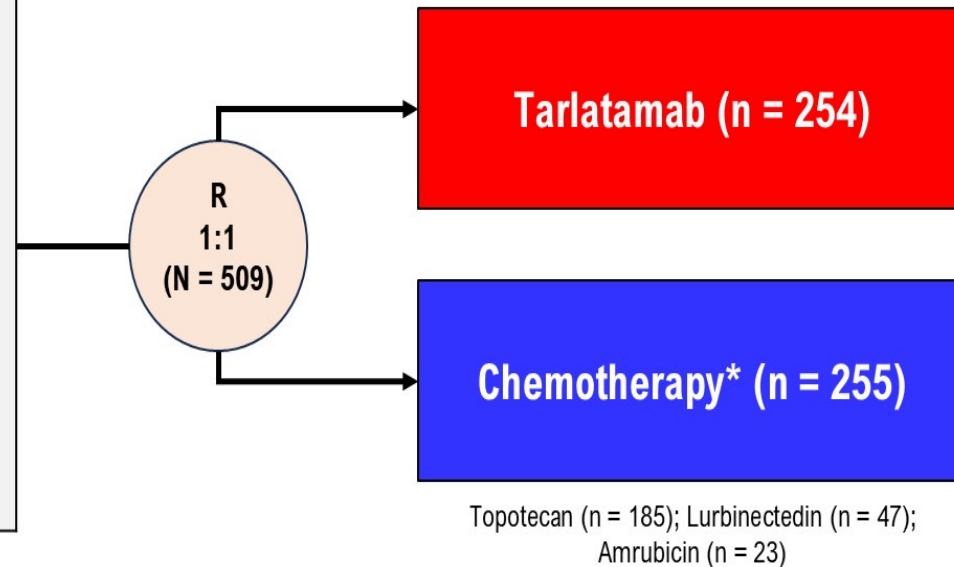 Tarlatamab (n = 254)
R
1:1
(N = 509)
Chemotherapy* (n = 255)
Topotecan (n = 185); Lurbinectedin (n = 47);
Amrubicin (n = 23)